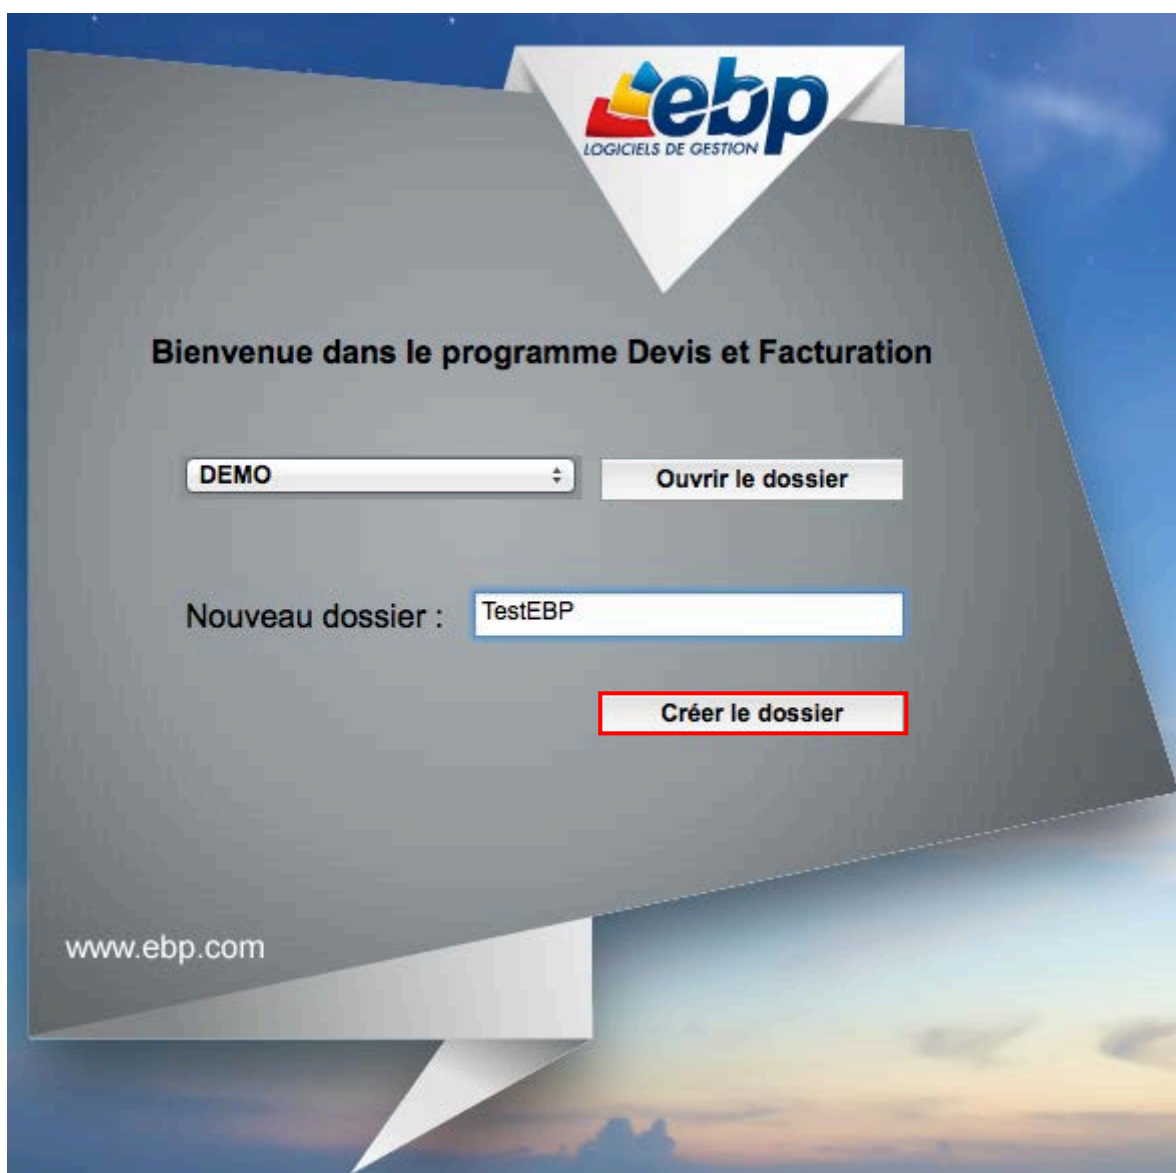 ebp
LOGICIELS DE GESTION
Bienvenue dans le programme Devis et Facturation
DEMO
Ouvrir le dossier
Nouveau dossier :
TestEBP
Créer le dossier
www.ebp.com